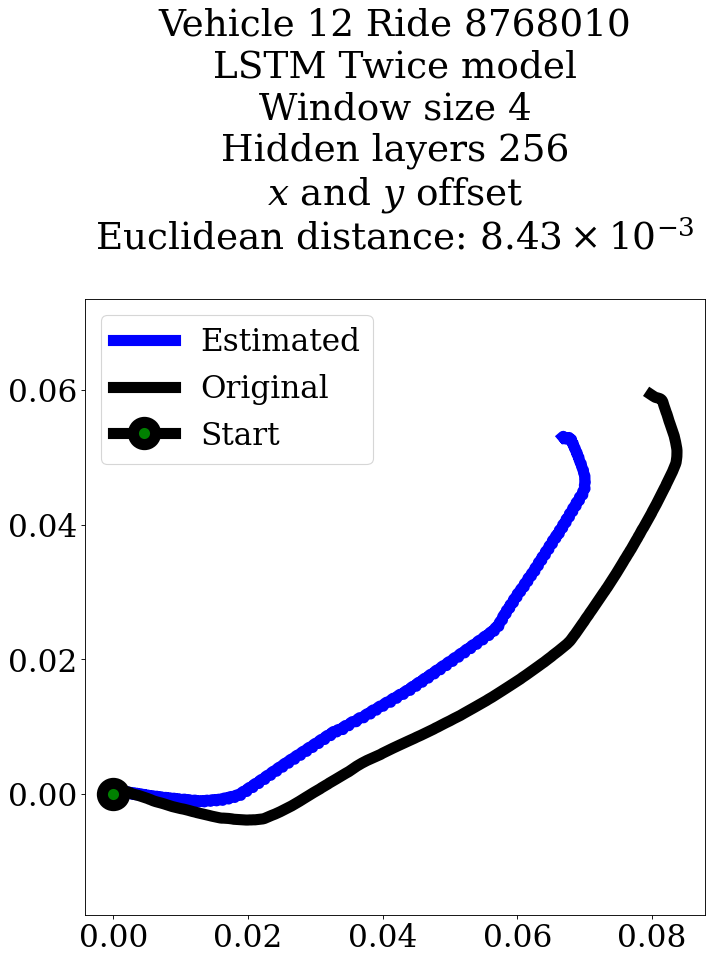 Vehicle 12 Ride 8768010
LSTM Twice model
Window size 4
Hidden layers 256
x and y offset
Euclidean distance: 8.43 × 10⁻³
Estimated
Original
Start
0.06
0.04
0.02
0.00
0.00 0.02 0.04 0.06 0.08